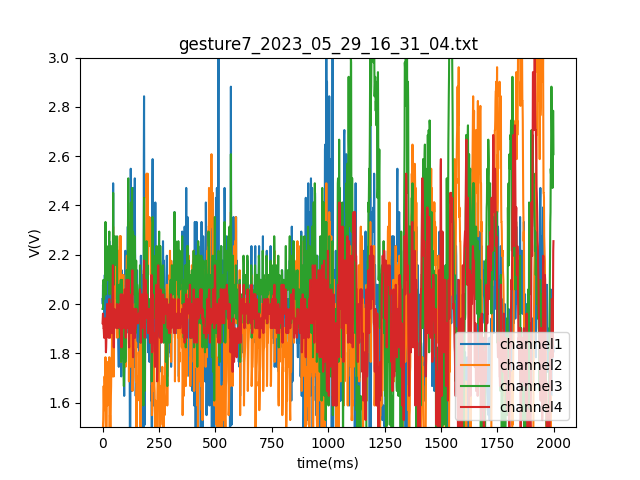 gesture7_2023_05_29_16_31_04.txt
3.0
2.8
2.6
2.4
2.2
2.0
1.8
1.6
V(V)
channel1
channel2
channel3
channel4
0 250 500 750 1000 1250 1500 1750 2000
time(ms)